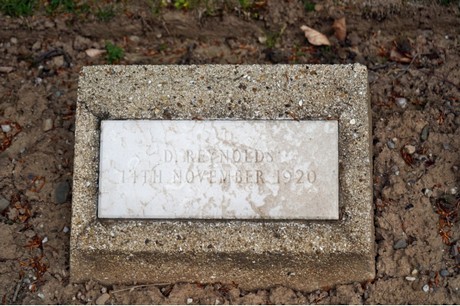 D. REYNOLDS
14TH NOVEMBER 1920